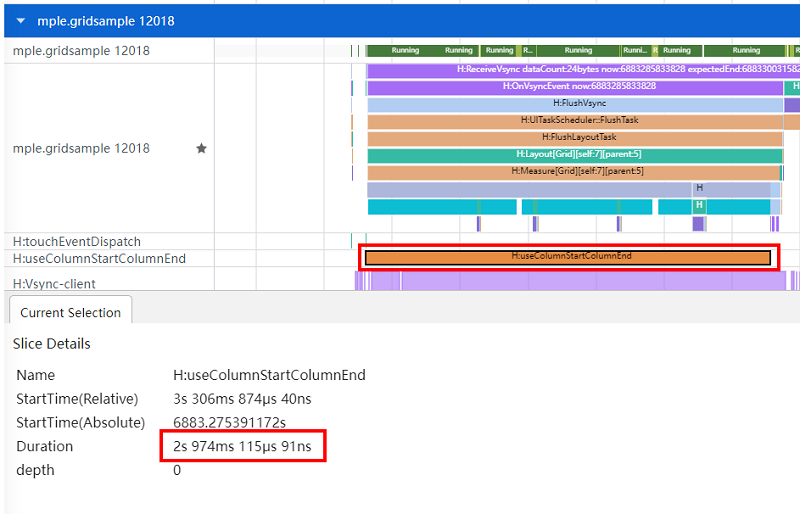 mple.gridsample 12018
mple.gridsample 12018
Running
Running
Running
R...
Running
Runni...
R
Running
Running
H:ReceiveVsync dataCount:24bytes now:6883285833828 expectedEnd:688330031582
H:OnVsyncEvent now:6883285833828
H
H:FlushVsync
H:UITaskScheduler::FlushTask
mple.gridsample 12018
H:FlushLayoutTask
H:Layout[Grid][self:7][parent:5]
H:Measure[Grid][self:7][parent:5]
H
H
H:touchEventDispatch
H:useColumnStartColumnEnd
H:useColumnStartColumnEnd
H:Vsync-client
Current Selection
Slice Details
Name H:useColumnStartColumnEnd
StartTime(Relative) 3s 306ms 874μs 40ns
StartTime(Absolute) 6883.275391172s
Duration 2s 974ms 115μs 91ns
depth 0